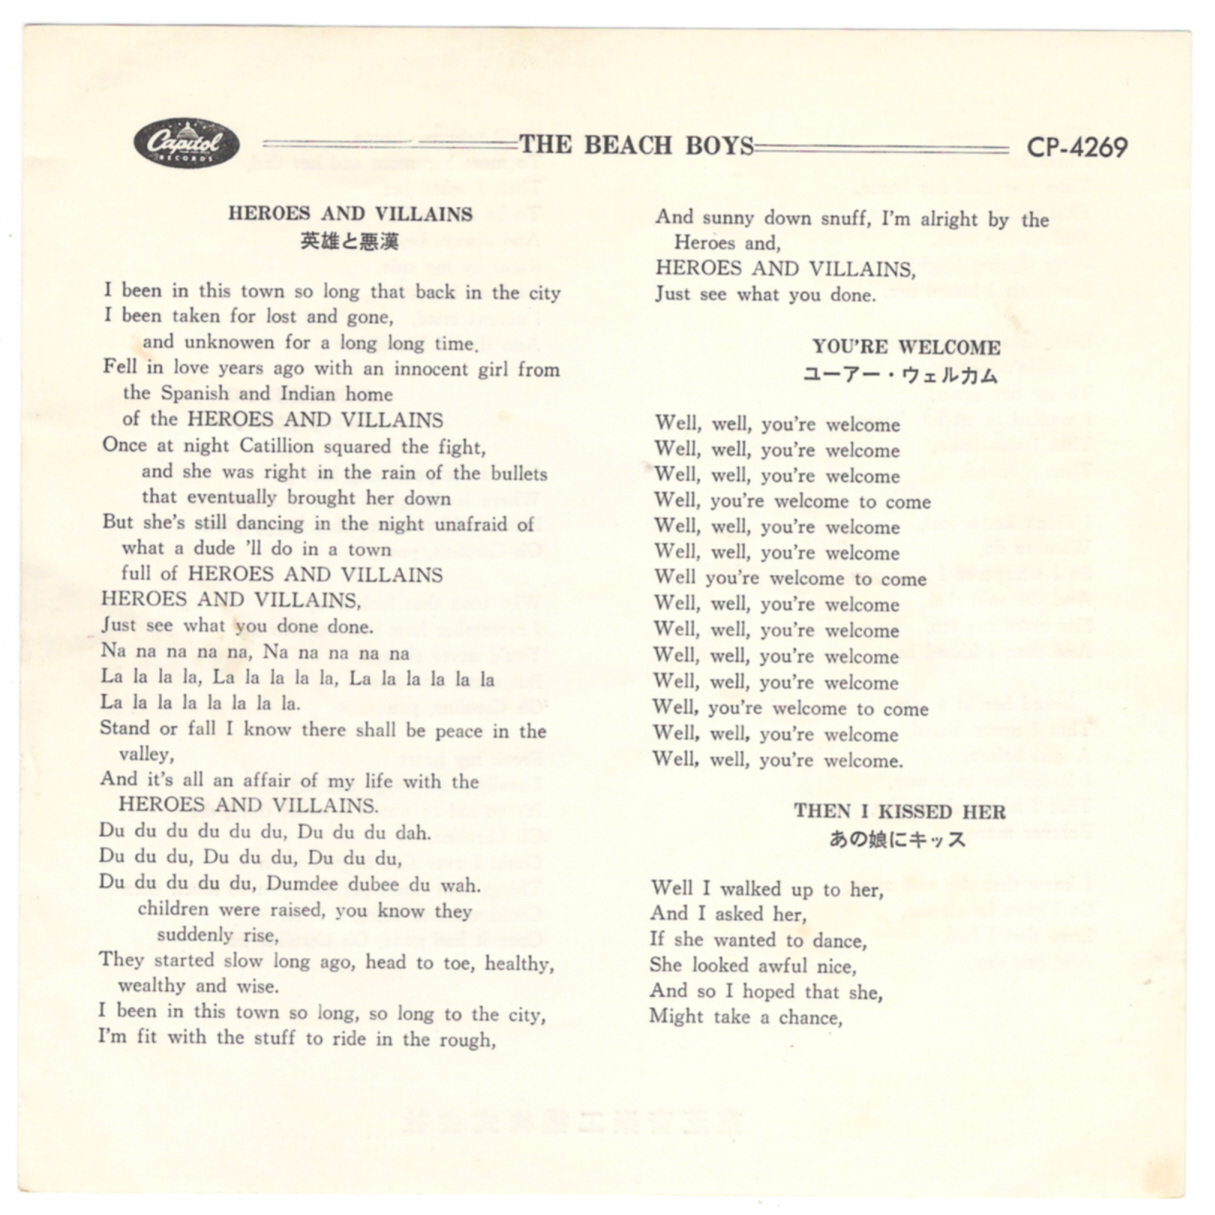 Capitol
RECORDS
THE BEACH BOYS
CP-4269
HEROES AND VILLAINS
英雄と悪漢
I been in this town so long that back in the city
I been taken for lost and gone,
and unknowen for a long long time.
Fell in love years ago with an innocent girl from
the Spanish and Indian home
of the HEROES AND VILLAINS
Once at night Catillion squared the fight,
and she was right in the rain of the bullets
that eventually brought her down
But she's still dancing in the night unafraid of
what a dude 'll do in a town
full of HEROES AND VILLAINS
HEROES AND VILLAINS,
Just see what you done done.
Na na na na na, Na na na na na
La la la la, La la la la la, La la la la la la
La la la la la la la la.
Stand or fall I know there shall be peace in the
valley,
And it's all an affair of my life with the
HEROES AND VILLAINS.
Du du du du du du, Du du du dah.
Du du du, Du du du, Du du du,
Du du du du du, Dumdee dubee du wah.
children were raised, you know they
suddenly rise,
They started slow long ago, head to toe, healthy,
wealthy and wise.
I been in this town so long, so long to the city,
I'm fit with the stuff to ride in the rough,
And sunny down snuff, I'm alright by the
Heroes and,
HEROES AND VILLAINS,
Just see what you done.
YOU'RE WELCOME
ユーアー・ウェルカム
Well, well, you're welcome
Well, well, you're welcome
Well, well, you're welcome
Well, you're welcome to come
Well, well, you're welcome
Well, well, you're welcome
Well you're welcome to come
Well, well, you're welcome
Well, well, you're welcome
Well, well, you're welcome
Well, well, you're welcome
Well, you're welcome to come
Well, well, you're welcome
Well, well, you're welcome.
THEN I KISSED HER
あの娘にキッス
Well I walked up to her,
And I asked her,
If she wanted to dance,
She looked awful nice,
And so I hoped that she,
Might take a chance,